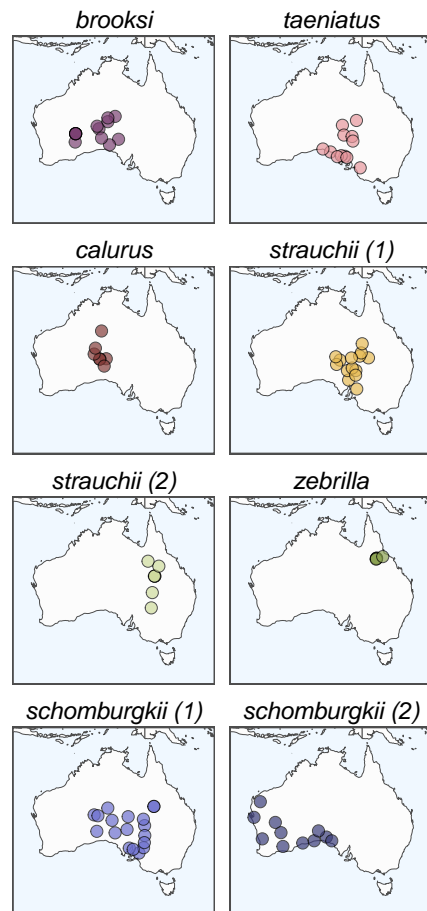 brooksi taeniatus
calurus strauchii (1)
strauchii (2) zebrilla
schomburgkii (1) schomburgkii (2)